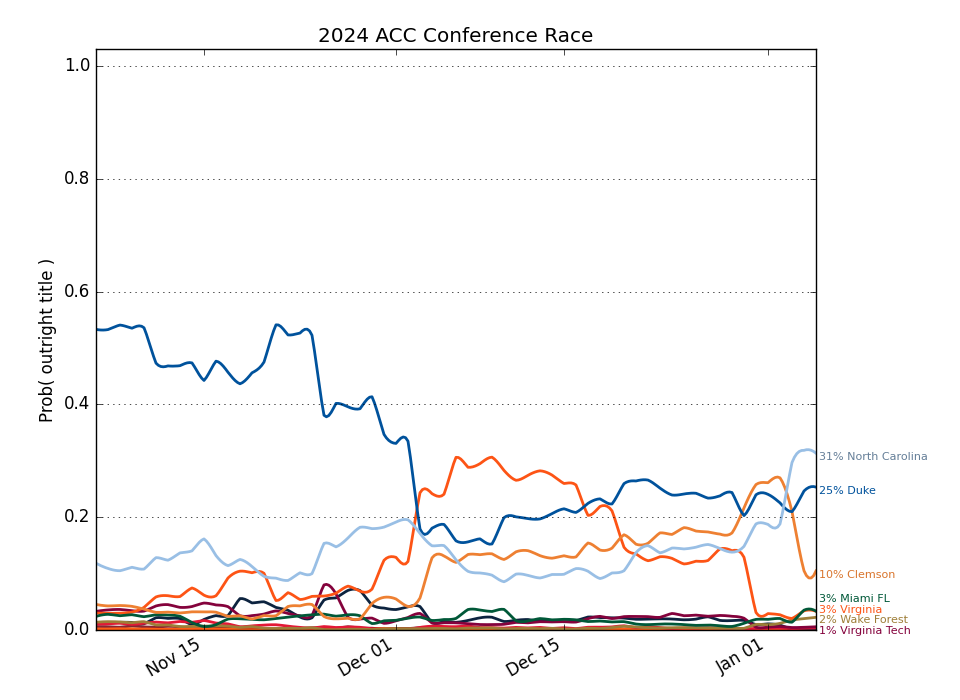 2024 ACC Conference Race
Prob( outright title )
1.0
0.8
0.6
0.4
0.2
0.0
Nov 15
Dec 01
Dec 15
Jan 01
31% North Carolina
25% Duke
10% Clemson
3% Miami FL
3% Virginia
2% Wake Forest
1% Virginia Tech